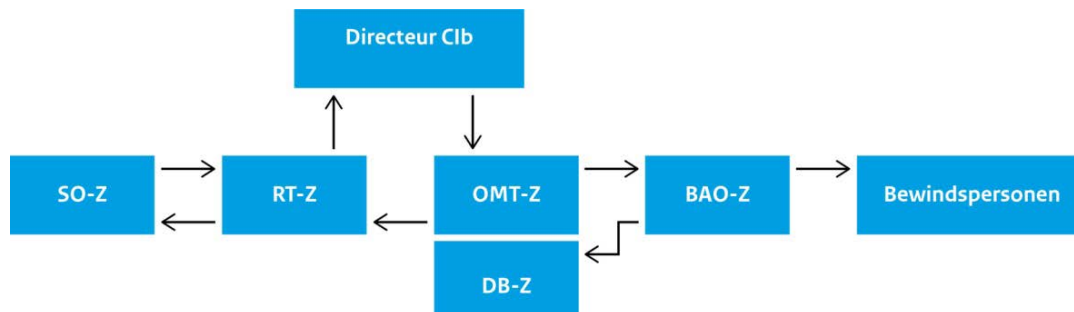 Directeur CIb
SO-Z
RT-Z
OMT-Z
BAO-Z
Bewindspersonen
DB-Z